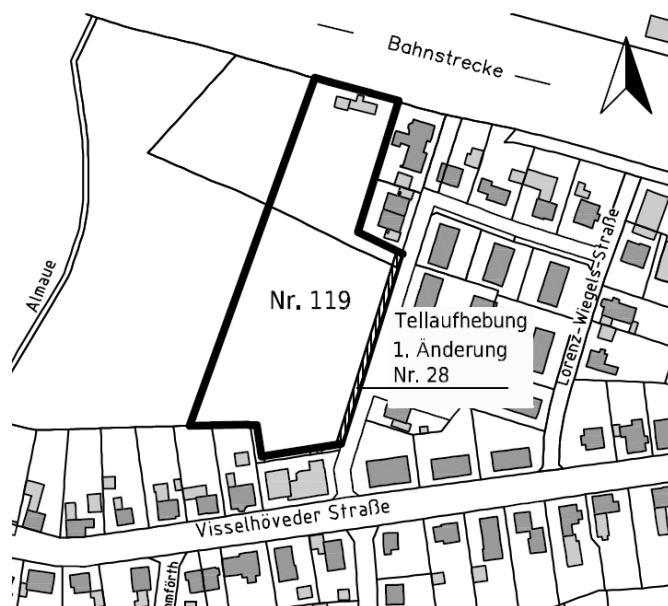 Bahnstrecke
Almaue
Lorenz-Wiegels-Straße
Nr. 119
Tellaufhebung
1. Änderung
Nr. 28
Visselhöveder Straße